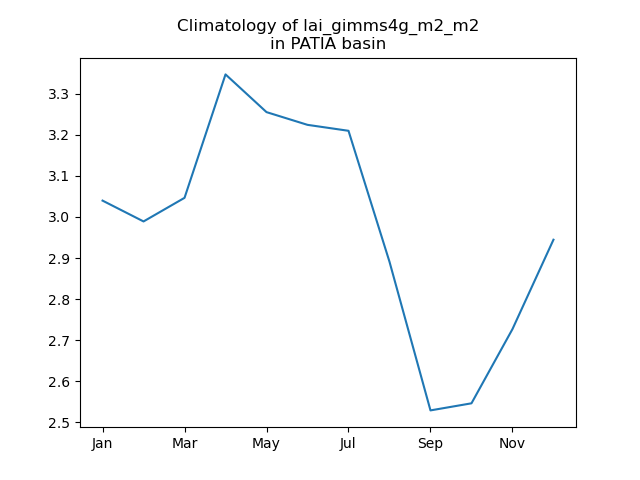 Climatology of lai_gimms4g_m2_m2
in PATIA basin
3.3
3.2
3.1
3.0
2.9
2.8
2.7
2.6
2.5
Jan
Mar
May
Jul
Sep
Nov